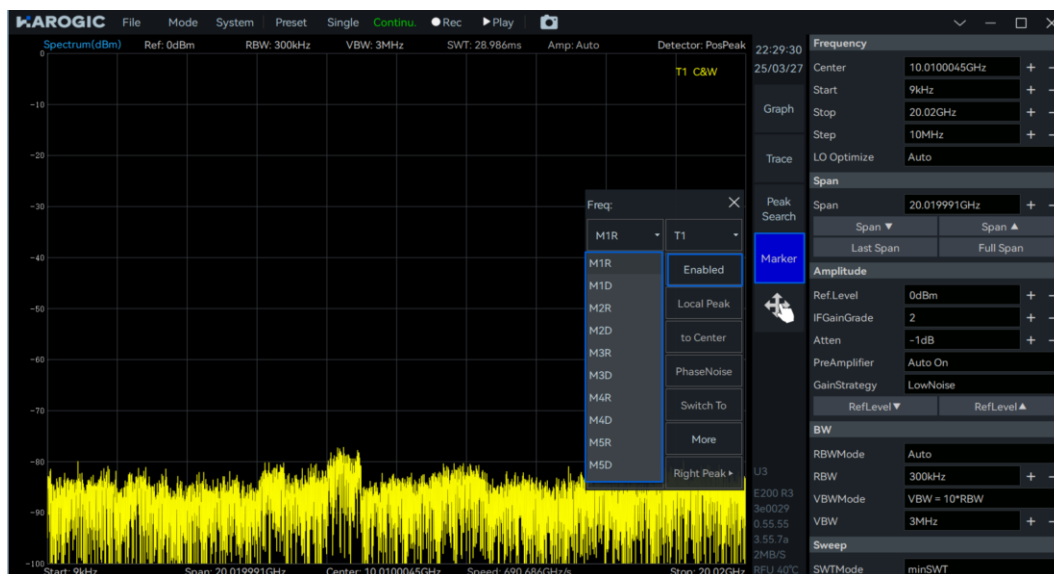 HAROGIC File Mode System Preset Single Continu. Rec Play
Spectrum(dBm) Ref: 0dBm RBW: 300kHz VBW: 3MHz SWT: 28.986ms Amp: Auto Detector: PosPeak
T1 C&W
0
-10
-20
-30
-40
-50
-60
-70
-80
-90
-100
Start: 9kHz Span: 20.019991GHz Center: 10.0100045GHz Speed: 690.686GHz/s Stop: 20.02GHz
Freq:
M1R T1
M1R
M1D
M2R
M2D
M3R
M3D
M4R
M4D
M5R
M5D
Enabled
Local Peak
to Center
PhaseNoise
Switch To
More
Right Peak
22:29:30
25/03/27
Graph
Trace
Peak
Search
Marker
U3
E200 R3
3e0029
0.55.55
3.55.7a
2MB/S
RFU 40°C
Frequency
Center 10.0100045GHz + -
Start 9kHz + -
Stop 20.02GHz + -
Step 10MHz + -
LO Optimize Auto
Span
Span 20.019991GHz + -
Span ▼ Span ▲
Last Span Full Span
Amplitude
Ref.Level 0dBm + -
IFGainGrade 2 + -
Atten -1dB + -
PreAmplifier Auto On
GainStrategy LowNoise
RefLevel▼ RefLevel▲
BW
RBWMode Auto
RBW 300kHz + -
VBWMode VBW = 10*RBW
VBW 3MHz + -
Sweep
SWTMode minSWT